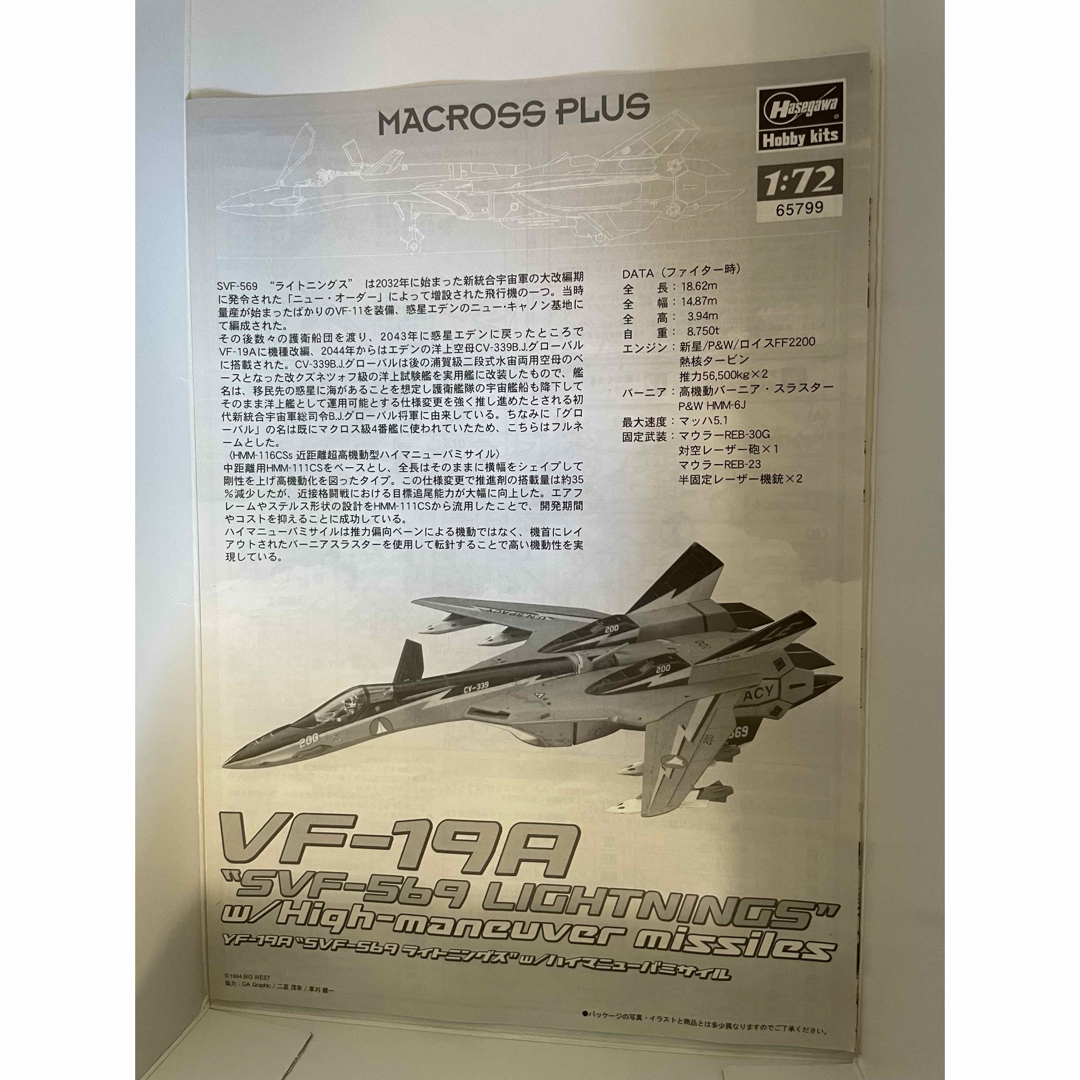 MACROSS PLUS
Hasegawa
Hobby kits
1:72
65799
SVF-569 “ライトニングス” は2032年に始まった新統合宇宙軍の大改編期
に発令された「ニュー・オーダー」によって増設された飛行機の一つ。当時
量産が始まったばかりのVF-11を装備、惑星エデンのニュー・キャノン基地に
て編成された。
その後数々の護衛船団を渡り、2043年に惑星エデンに戻ったところで
VF-19Aに機種改編、2044年からはエデンの洋上空母CV-339B.J.グローバル
に搭載された。CV-339B.J.グローバルは後の浦賀級二段式水宙両用空母のベ
ースとなった改クズネツォフ級の洋上試験艦を実用艦に改装したもので、艦
名は、移民先の惑星に海があることを想定し護衛艦隊の宇宙艦船も降下して
そのまま洋上艦として運用可能とする仕様変更を強く推し進めたとされる初
代新統合宇宙軍総司令B.J.グローバル将軍に由来している。ちなみに「グロ
ーバル」の名は既にマクロス級4番艦に使われていたため、こちらはフルネ
ームとした。
〈HMM-116CSs 近距離超高機動型ハイマニューバミサイル〉
中距離用HMM-111CSをベースとし、全長はそのままに横幅をシェイプして
剛性を上げ高機動化を図ったタイプ。この仕様変更で推進剤の搭載量は約35
%減少したが、近接格闘戦における目標追尾能力が大幅に向上した。エアフ
レームやステルス形状の設計をHMM-111CSから流用したことで、開発期間
やコストを抑えることに成功している。
ハイマニューバミサイルは推力偏向ベーンによる機動ではなく、機首にレイ
アウトされたバーニアスラスターを使用して転針することで高い機動性を実
現している。
DATA（ファイター時）
全 長：18.62m
全 幅：14.87m
全 高： 3.94m
自 重： 8.750t
エンジン：新星/P&W/ロイスFF2200
熱核タービン
推力56,500kg×2
バーニア：高機動バーニア・スラスター
P&W HMM-6J
最大速度：マッハ5.1
固定武装：マウラーREB-30G
対空レーザー砲×1
マウラーREB-23
半固定レーザー機銃×2
U.N.SPACY
200
200
CV-339
200
ACY
569
VF-19A
“SVF-569 LIGHTNINGS”
w/High-maneuver missiles
VF-19A“SVF-569 ライトニングス”w/ハイマニューバミサイル
©1994 BIG WEST
協力：GA Graphic / 二宮 茂幸 / 草刈 健一
●パッケージの写真・イラストと商品とは多少異なりますのでご了承ください。